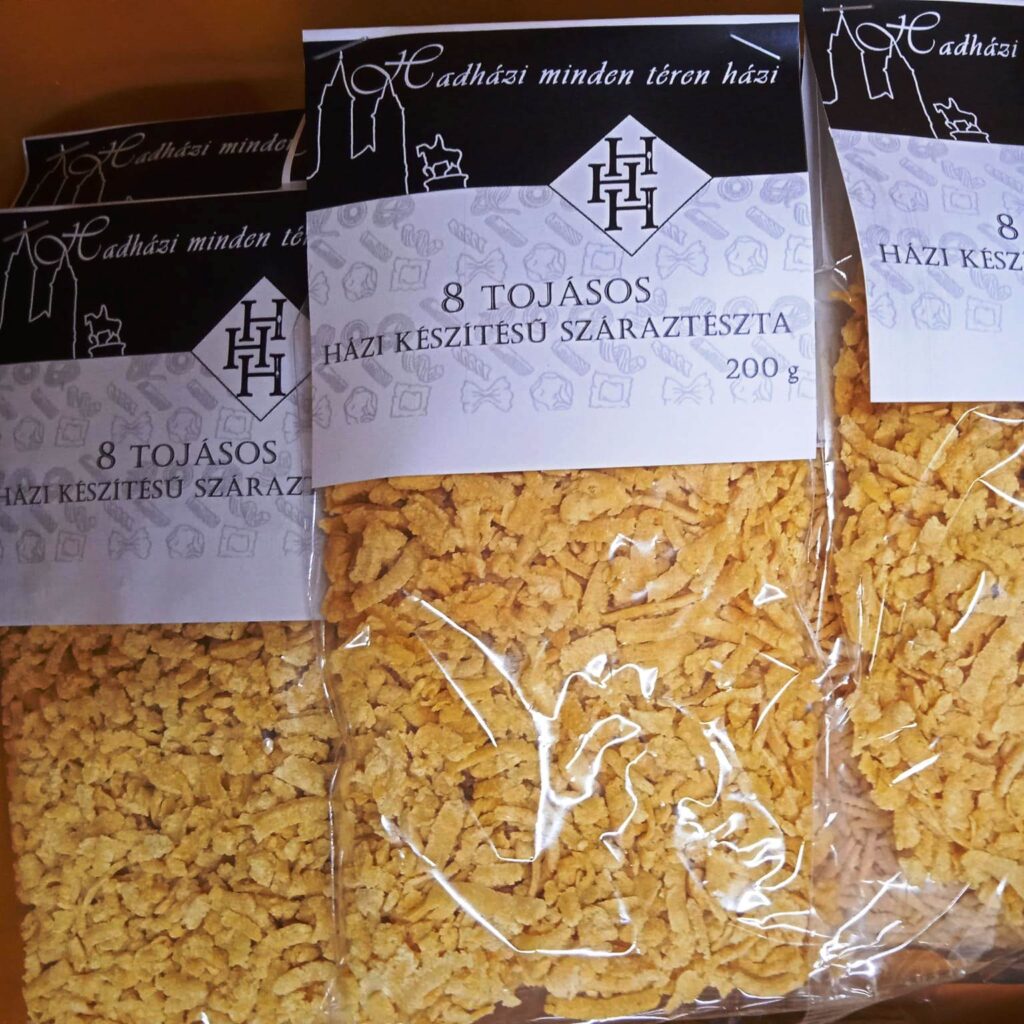 Hadházi minden téren házi
HHH
8 TOJÁSOS
HÁZI KÉSZÍTÉSŰ SZÁRAZTÉSZTA
200 g
Hadházi minden
Hadházi minden tére
HHH
8 TOJÁSOS
HÁZI KÉSZÍTÉSŰ SZÁRAZT
Hadházi
8
HÁZI KÉSZ